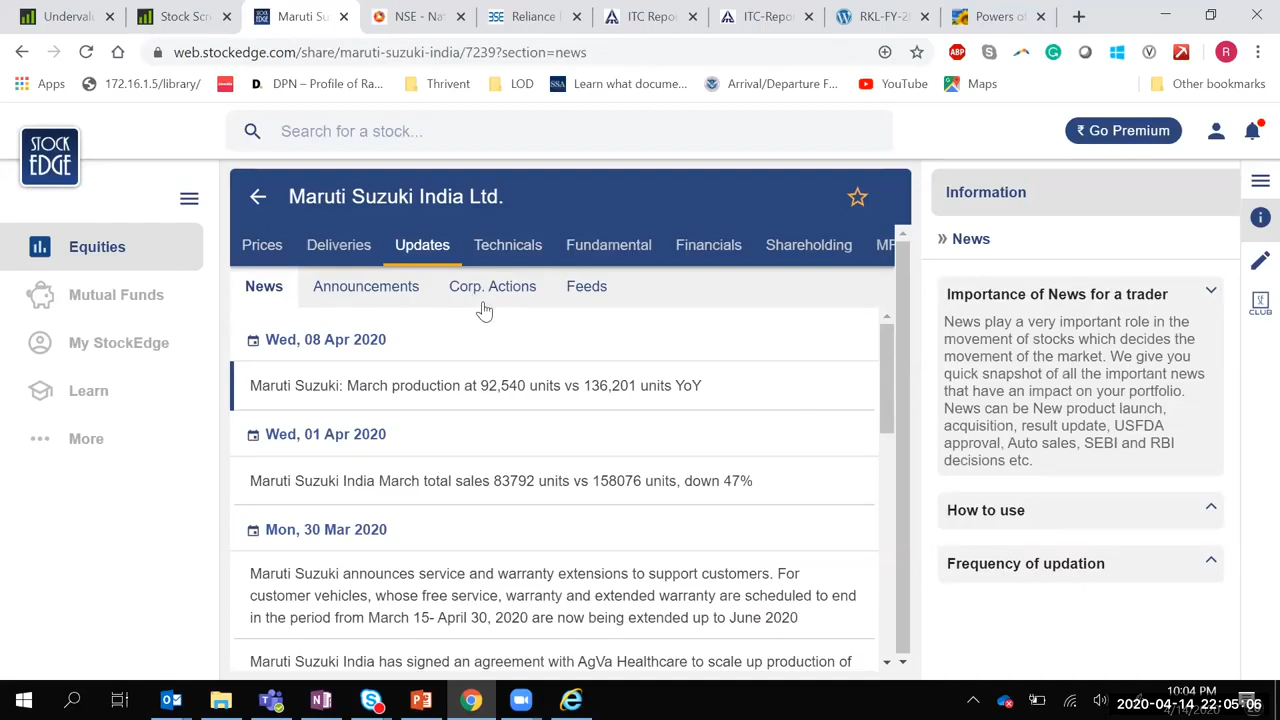 Underval
Stock Scr
Maruti Su
NSE - Na
Reliance
ITC Repo
ITC-Repor
RKL-FY-2
Powers o
web.stockedge.com/share/maruti-suzuki-india/7239?section=news
ABP
R
Apps
172.16.1.5/library/
DPN – Profile of Ra...
Thrivent
LOD
SSA
Learn what docume...
Arrival/Departure F...
YouTube
Maps
Other bookmarks
STOCK
EDGE
Search for a stock...
₹ Go Premium
Maruti Suzuki India Ltd.
Prices
Deliveries
Updates
Technicals
Fundamental
Financials
Shareholding
MF
News
Announcements
Corp. Actions
Feeds
Equities
Mutual Funds
My StockEdge
Learn
More
Wed, 08 Apr 2020
Maruti Suzuki: March production at 92,540 units vs 136,201 units YoY
Wed, 01 Apr 2020
Maruti Suzuki India March total sales 83792 units vs 158076 units, down 47%
Mon, 30 Mar 2020
Maruti Suzuki announces service and warranty extensions to support customers. For
customer vehicles, whose free service, warranty and extended warranty are scheduled to end
in the period from March 15- April 30, 2020 are now being extended up to June 2020
Maruti Suzuki India has signed an agreement with AgVa Healthcare to scale up production of
Information
» News
Importance of News for a trader
News play a very important role in the
movement of stocks which decides the
movement of the market. We give you
quick snapshot of all the important news
that have an impact on your portfolio.
News can be New product launch,
acquisition, result update, USFDA
approval, Auto sales, SEBI and RBI
decisions etc.
How to use
Frequency of updation
CLUB
10:04 PM
4/14/2020
2020-04-14 22:05:06